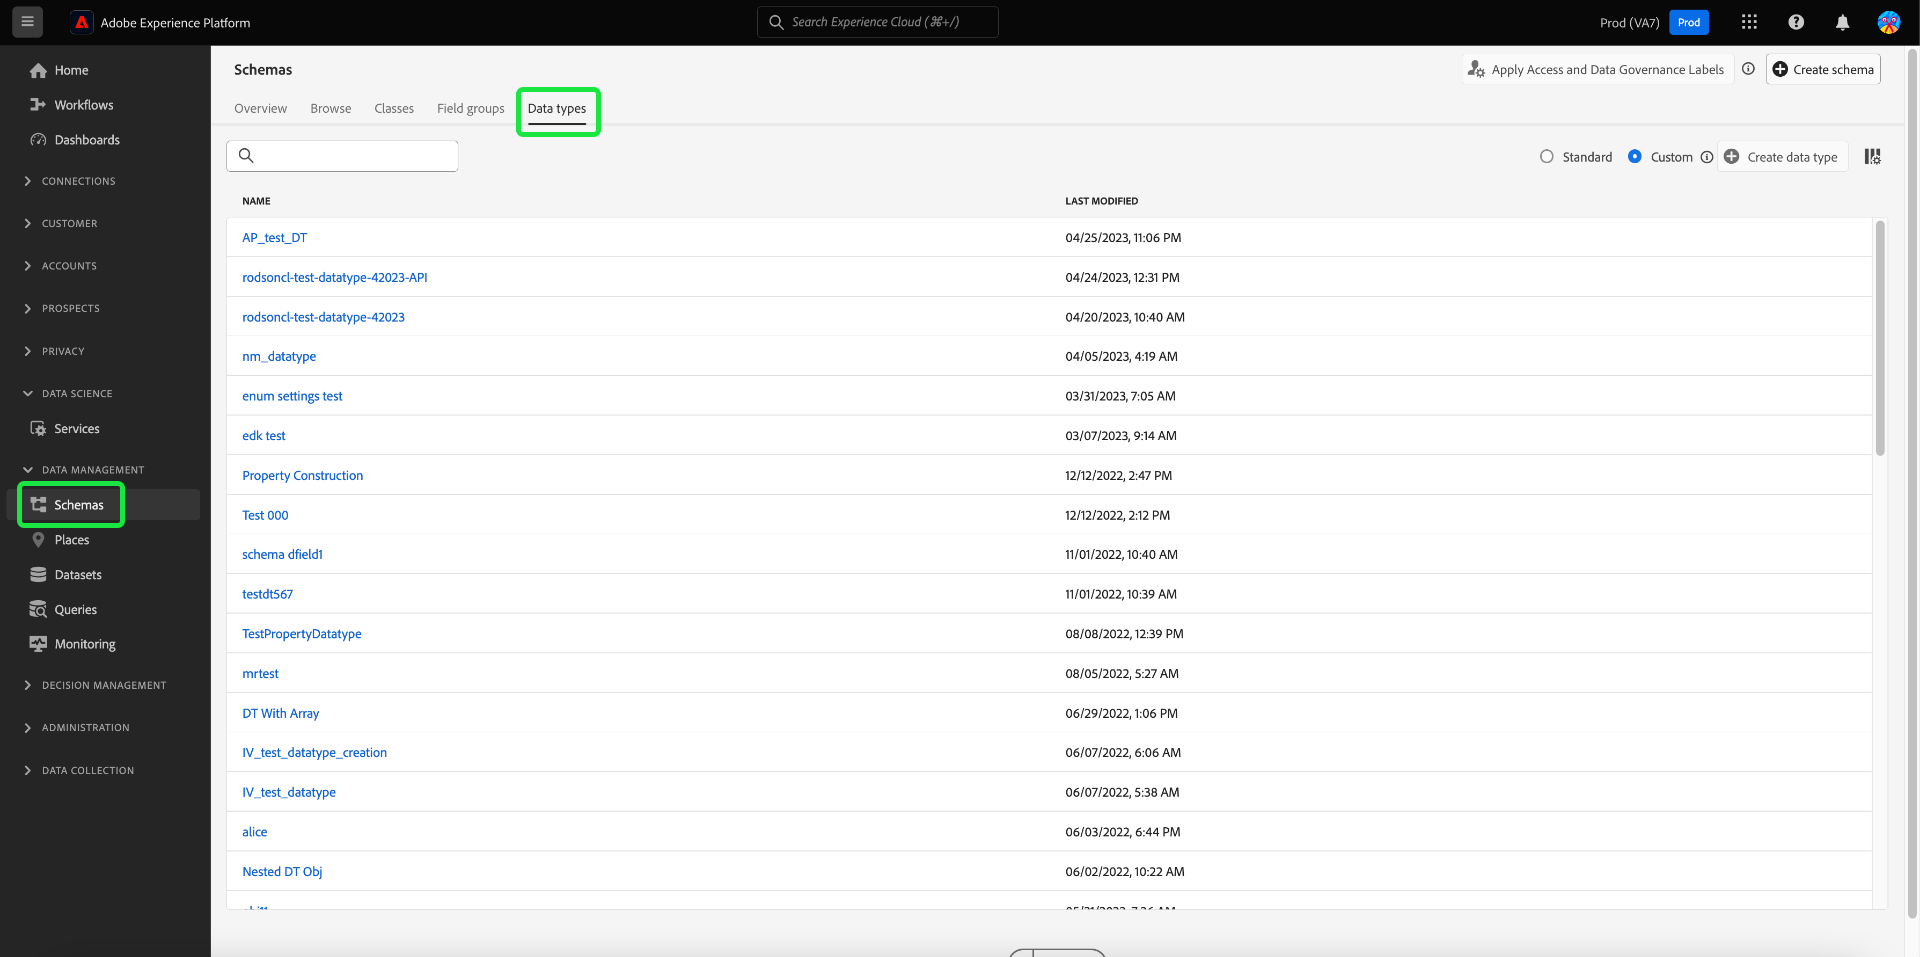 Adobe Experience Platform
Search Experience Cloud (⌘+/)
Prod (VA7)
Prod
Home
Workflows
Dashboards
CONNECTIONS
CUSTOMER
ACCOUNTS
PROSPECTS
PRIVACY
DATA SCIENCE
Services
DATA MANAGEMENT
Schemas
Places
Datasets
Queries
Monitoring
DECISION MANAGEMENT
ADMINISTRATION
DATA COLLECTION
Schemas
Apply Access and Data Governance Labels
Create schema
Overview Browse Classes Field groups Data types
Standard Custom Create data type
NAME LAST MODIFIED
AP_test_DT 04/25/2023, 11:06 PM
rodsoncl-test-datatype-42023-API 04/24/2023, 12:31 PM
rodsoncl-test-datatype-42023 04/20/2023, 10:40 AM
nm_datatype 04/05/2023, 4:19 AM
enum settings test 03/31/2023, 7:05 AM
edk test 03/07/2023, 9:14 AM
Property Construction 12/12/2022, 2:47 PM
Test 000 12/12/2022, 2:12 PM
schema dfield1 11/01/2022, 10:40 AM
testdt567 11/01/2022, 10:39 AM
TestPropertyDatatype 08/08/2022, 12:39 PM
mrtest 08/05/2022, 5:27 AM
DT With Array 06/29/2022, 1:06 PM
IV_test_datatype_creation 06/07/2022, 6:06 AM
IV_test_datatype 06/07/2022, 5:38 AM
alice 06/03/2022, 6:44 PM
Nested DT Obj 06/02/2022, 10:22 AM